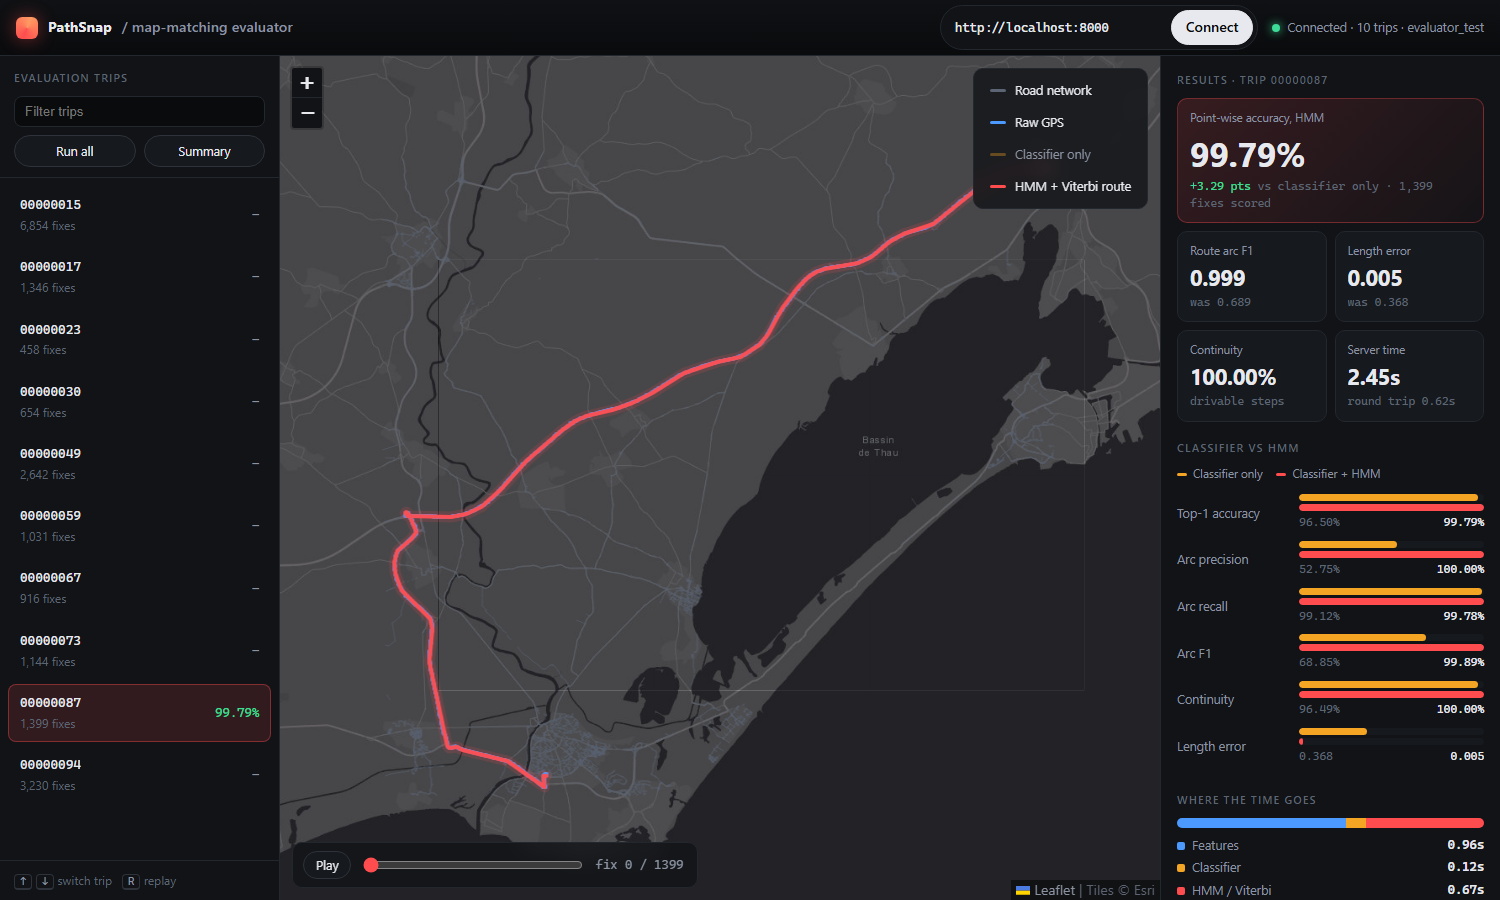 PathSnap / map-matching evaluator
http://localhost:8000
Connect
Connected · 10 trips · evaluator_test
EVALUATION TRIPS
Filter trips
Run all
Summary
00000015
6,854 fixes
–
00000017
1,346 fixes
–
00000023
458 fixes
–
00000030
654 fixes
–
00000049
2,642 fixes
–
00000059
1,031 fixes
–
00000067
916 fixes
–
00000073
1,144 fixes
–
00000087
1,399 fixes
99.79%
00000094
3,230 fixes
–
↑ ↓ switch trip R replay
+
−
Road network
Raw GPS
Classifier only
HMM + Viterbi route
Bassin
de Thau
Play
fix 0 / 1399
Leaflet | Tiles © Esri
RESULTS · TRIP 00000087
Point-wise accuracy, HMM
99.79%
+3.29 pts vs classifier only · 1,399
fixes scored
Route arc F1
0.999
was 0.689
Length error
0.005
was 0.368
Continuity
100.00%
drivable steps
Server time
2.45s
round trip 0.62s
CLASSIFIER VS HMM
Classifier only
Classifier + HMM
Top-1 accuracy
96.50% 99.79%
Arc precision
52.75% 100.00%
Arc recall
99.12% 99.78%
Arc F1
68.85% 99.89%
Continuity
96.49% 100.00%
Length error
0.368 0.005
WHERE THE TIME GOES
Features 0.96s
Classifier 0.12s
HMM / Viterbi 0.67s